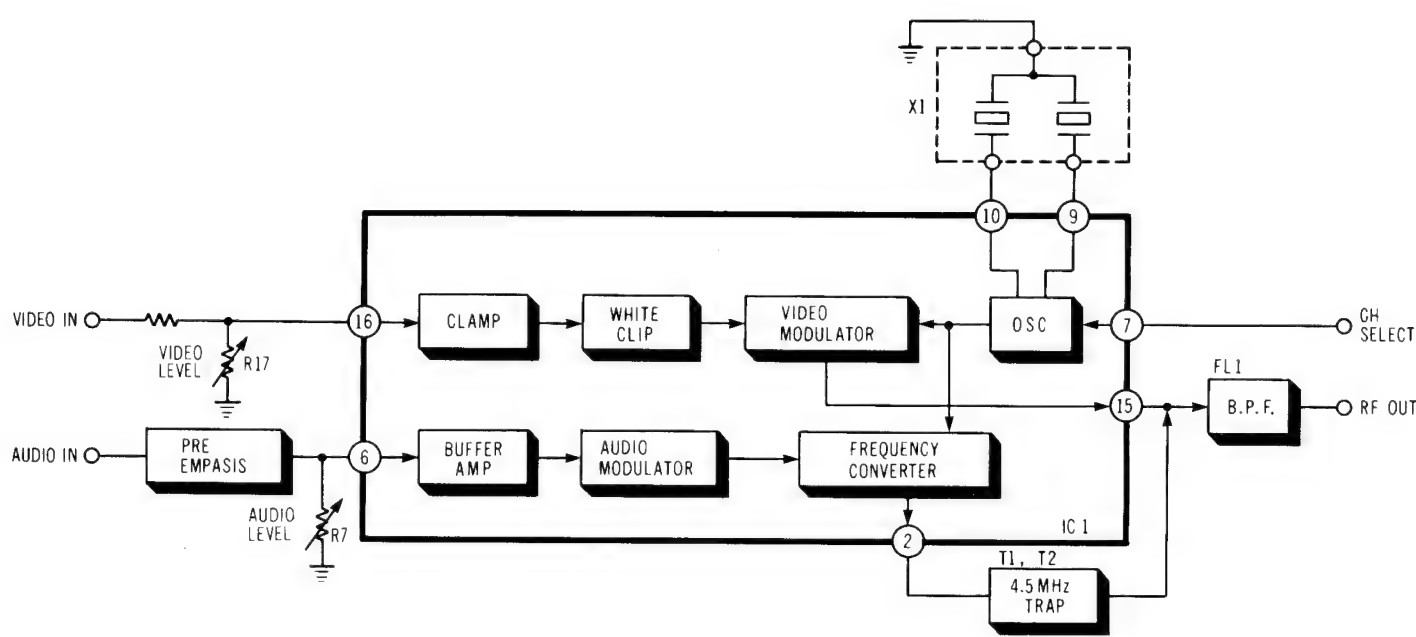 X1
10
9
VIDEO IN
16
CLAMP
WHITE
CLIP
VIDEO
MODULATOR
OSC
7
CH
SELECT
VIDEO
LEVEL
R17
FL1
15
B.P.F.
RF OUT
AUDIO IN
PRE
EMPASIS
6
BUFFER
AMP
AUDIO
MODULATOR
FREQUENCY
CONVERTER
AUDIO
LEVEL
R7
2
IC 1
T1, T2
4.5MHz
TRAP